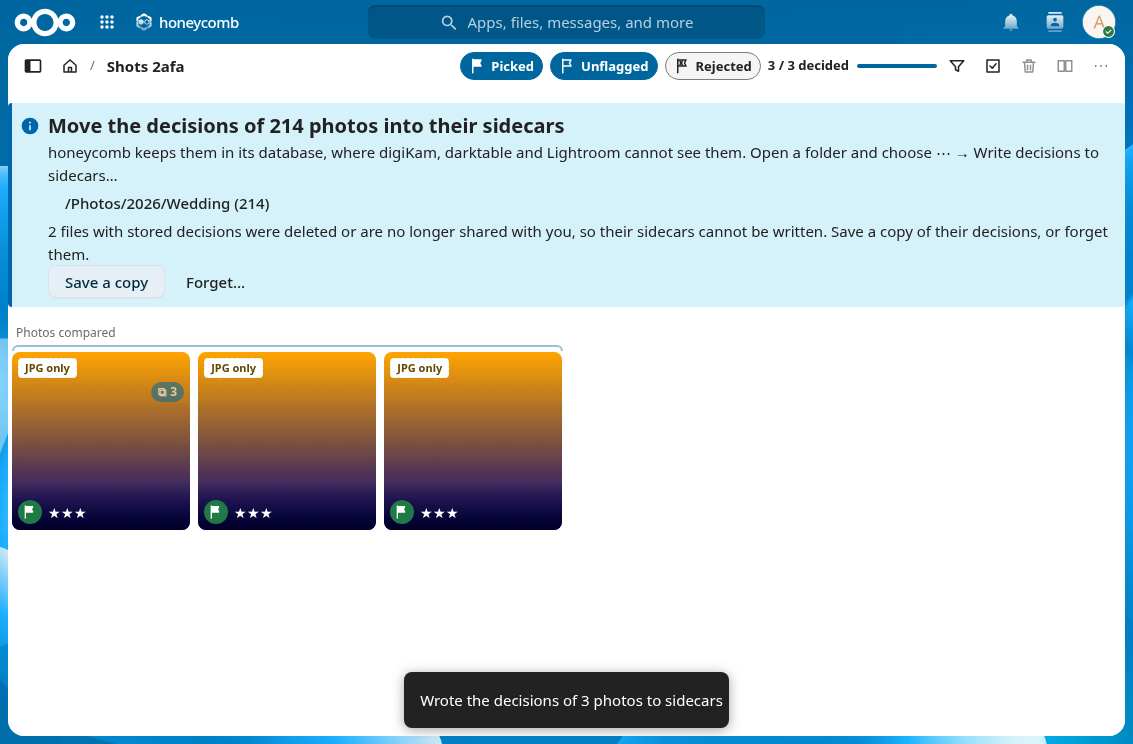 honeycomb
Apps, files, messages, and more
A
/ Shots 2afa
Picked
Unflagged
Rejected
3 / 3 decided
Move the decisions of 214 photos into their sidecars
honeycomb keeps them in its database, where digiKam, darktable and Lightroom cannot see them. Open a folder and choose ⋯ → Write decisions to
sidecars…
/Photos/2026/Wedding (214)
2 files with stored decisions were deleted or are no longer shared with you, so their sidecars cannot be written. Save a copy of their decisions, or forget
them.
Save a copy
Forget…
Photos compared
JPG only
3
★★★
JPG only
★★★
JPG only
★★★
Wrote the decisions of 3 photos to sidecars